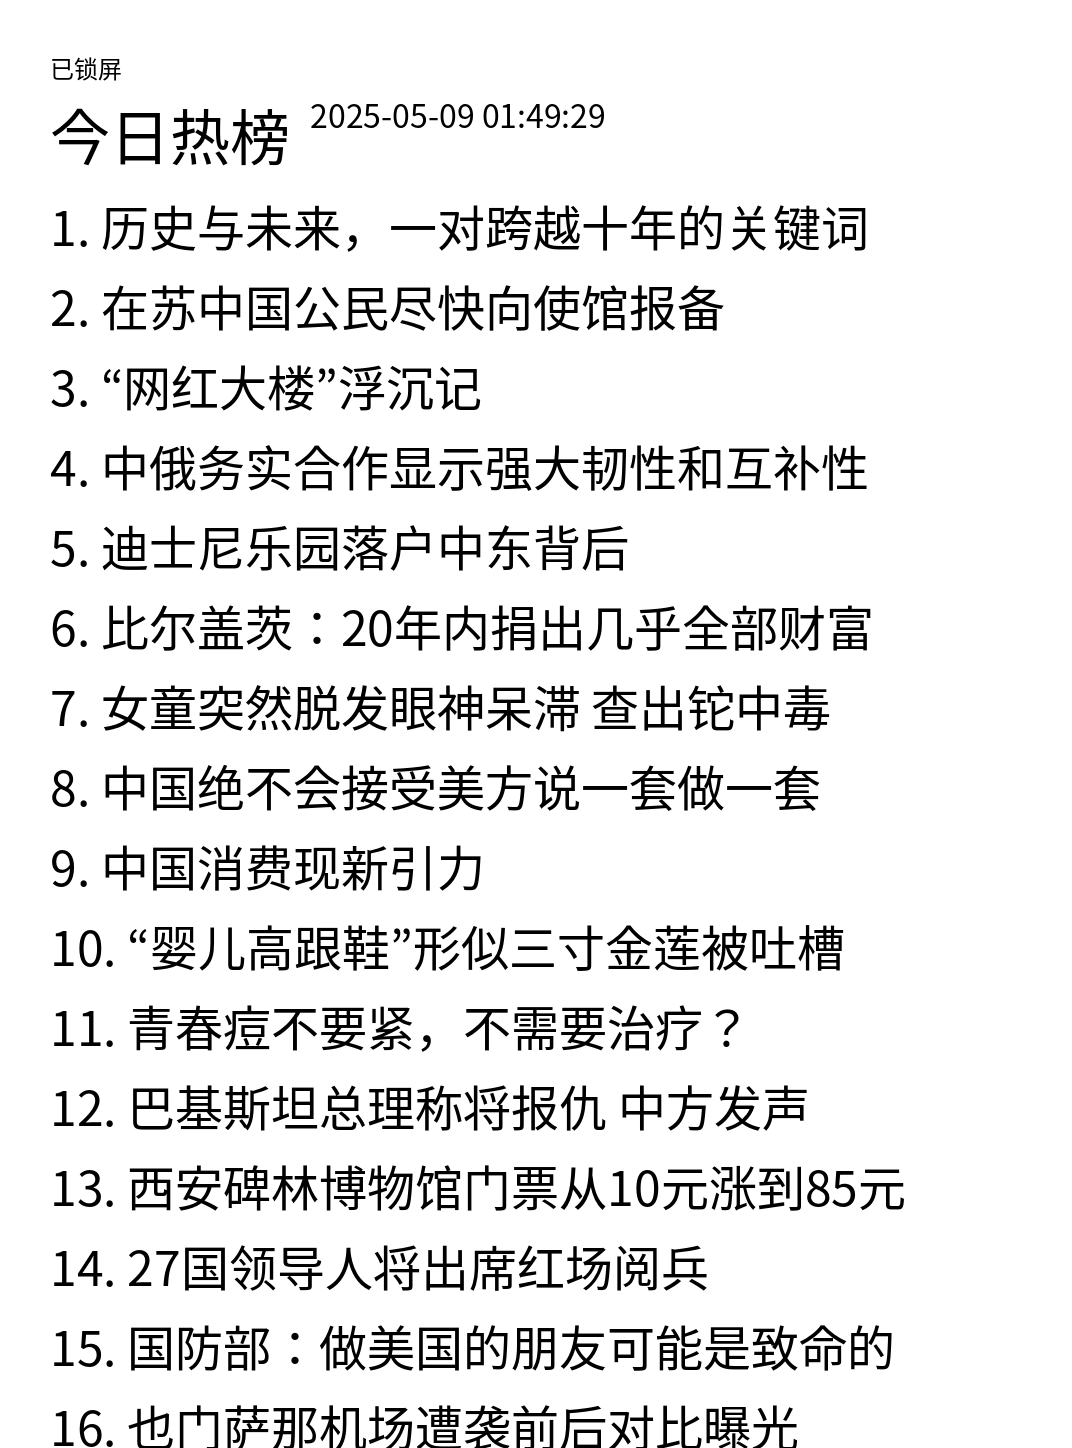 已锁屏
今日热榜 2025-05-09 01:49:29
1. 历史与未来，一对跨越十年的关键词
2. 在苏中国公民尽快向使馆报备
3. “网红大楼”浮沉记
4. 中俄务实合作显示强大韧性和互补性
5. 迪士尼乐园落户中东背后
6. 比尔盖茨：20年内捐出几乎全部财富
7. 女童突然脱发眼神呆滞 查出铊中毒
8. 中国绝不会接受美方说一套做一套
9. 中国消费现新引力
10. “婴儿高跟鞋”形似三寸金莲被吐槽
11. 青春痘不要紧，不需要治疗？
12. 巴基斯坦总理称将报仇 中方发声
13. 西安碑林博物馆门票从10元涨到85元
14. 27国领导人将出席红场阅兵
15. 国防部：做美国的朋友可能是致命的
16. 也门萨那机场遭袭前后对比曝光